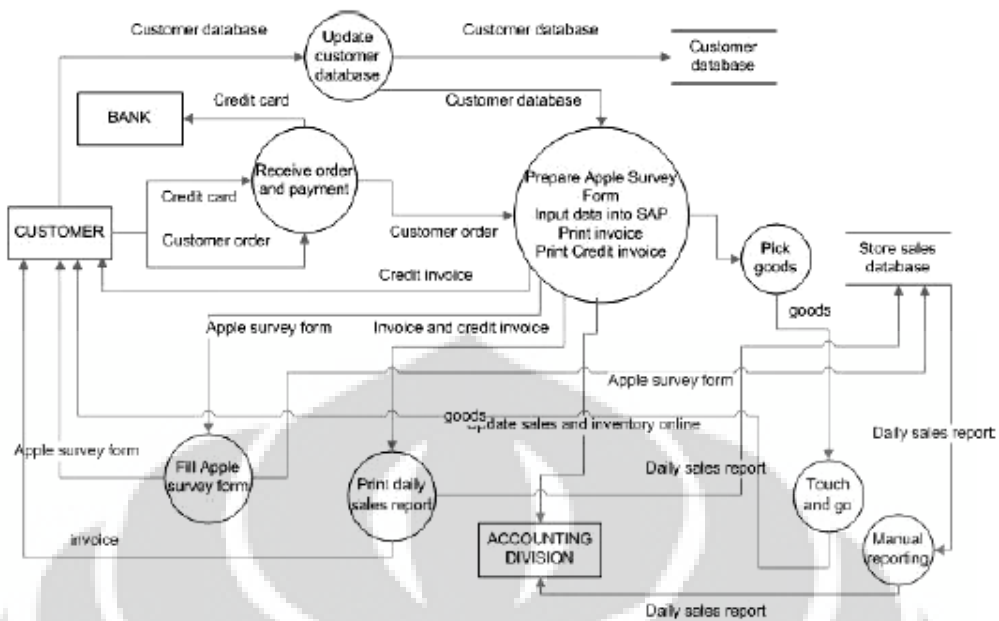 Customer database
Update
customer
database
Customer database
Customer
database
Customer database
BANK
Credit card
Receive order
and payment
Credit card
Customer order
CUSTOMER
Customer order
Prepare Apple Survey
Form
Input data into SAP
Print invoice
Print Credit invoice
Pick
goods
Store sales
database
Credit invoice
goods
Apple survey form
Invoice and credit invoice
Apple survey form
goods
Update sales and inventory online
Daily sales report
Apple survey form
Fill Apple
survey form
Print daily
sales report
Daily sales report
Touch
and go
invoice
ACCOUNTING
DIVISION
Manual
reporting
Daily sales report